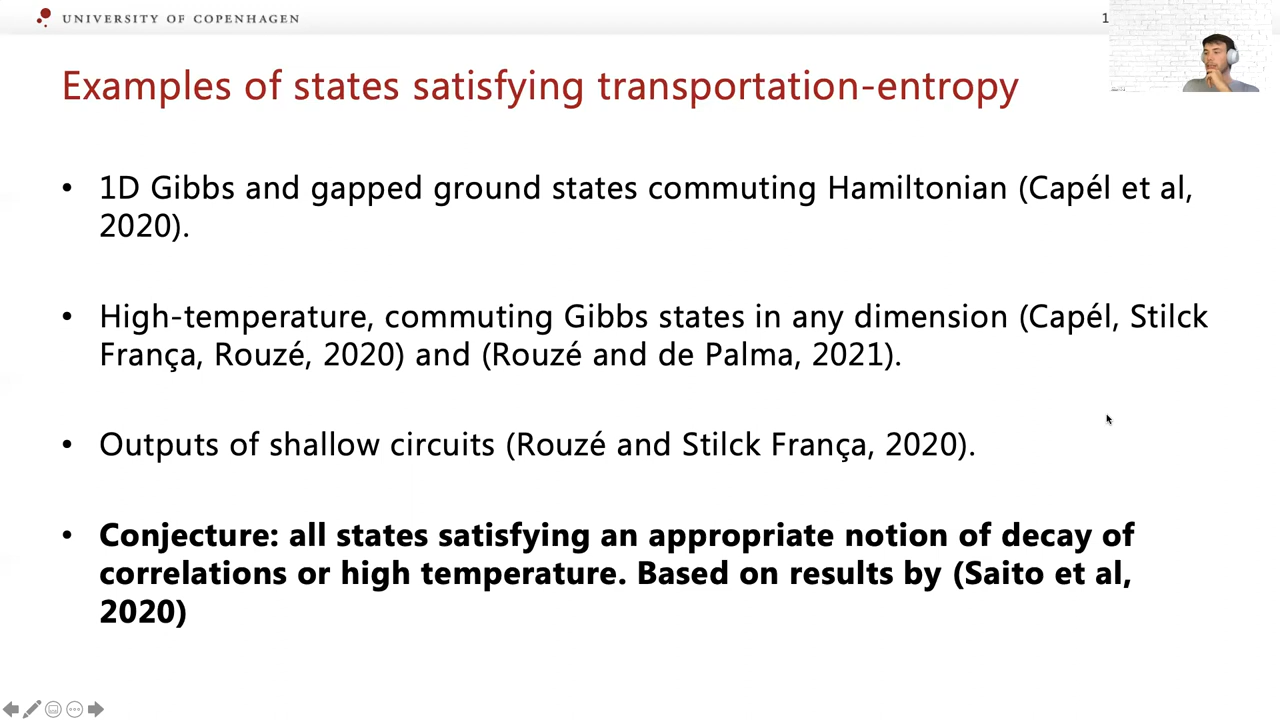 UNIVERSITY OF COPENHAGEN
1
Examples of states satisfying transportation-entropy
• 1D Gibbs and gapped ground states commuting Hamiltonian (Capél et al,
2020).
• High-temperature, commuting Gibbs states in any dimension (Capél, Stilck
França, Rouzé, 2020) and (Rouzé and de Palma, 2021).
• Outputs of shallow circuits (Rouzé and Stilck França, 2020).
• Conjecture: all states satisfying an appropriate notion of decay of
correlations or high temperature. Based on results by (Saito et al,
2020)